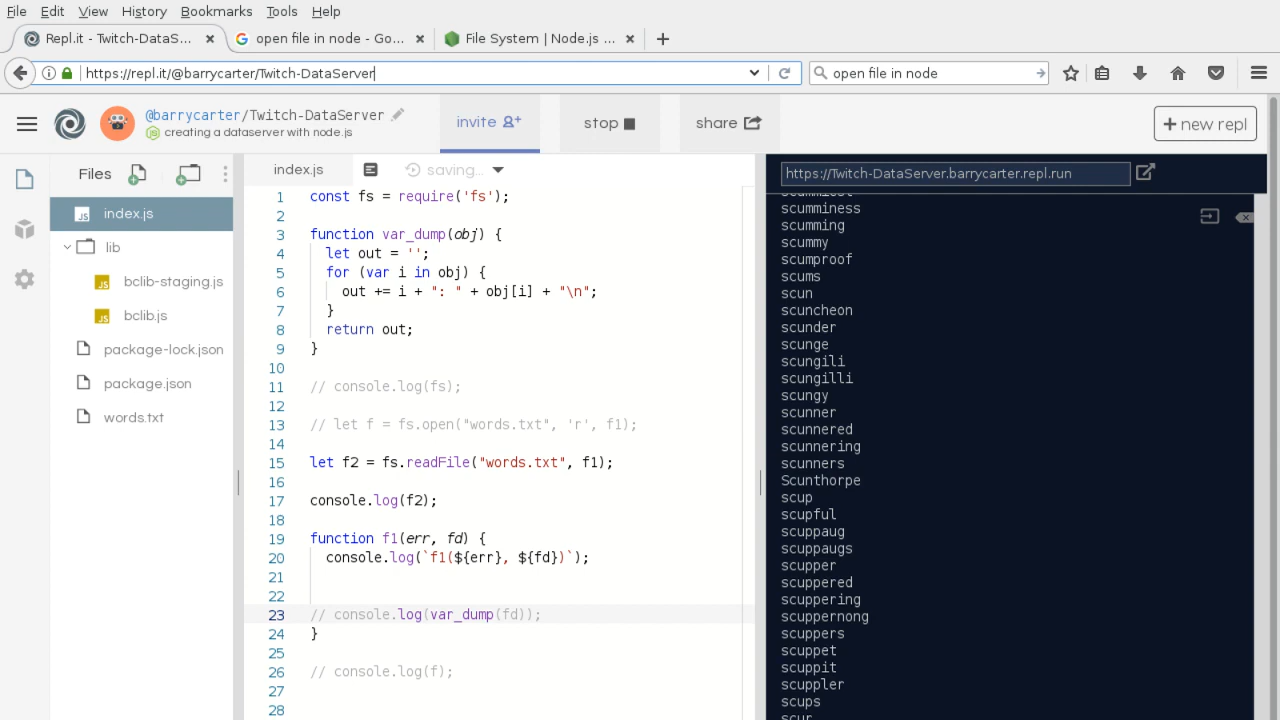 File Edit View History Bookmarks Tools Help
Repl.it - Twitch-DataS... × open file in node - Go... × File System | Node.js ... × +
https://repl.it/@barrycarter/Twitch-DataServer
open file in node
@barrycarter/Twitch-DataServer
creating a dataserver with node.js
invite
stop
share
+ new repl
Files
index.js
lib
bclib-staging.js
bclib.js
package-lock.json
package.json
words.txt
index.js
saving...
1 const fs = require('fs');
2
3 function var_dump(obj) {
4 let out = '';
5 for (var i in obj) {
6 out += i + ": " + obj[i] + "\n";
7 }
8 return out;
9 }
10
11 // console.log(fs);
12
13 // let f = fs.open("words.txt", 'r', f1);
14
15 let f2 = fs.readFile("words.txt", f1);
16
17 console.log(f2);
18
19 function f1(err, fd) {
20 console.log(`f1(${err}, ${fd})`);
21
22
23 // console.log(var_dump(fd));
24 }
25
26 // console.log(f);
27
28
https://Twitch-DataServer.barrycarter.repl.run
scumminess
scumming
scummy
scumproof
scums
scun
scuncheon
scunder
scunge
scungili
scungilli
scungy
scunner
scunnered
scunnering
scunners
Scunthorpe
scup
scupful
scuppaug
scuppaugs
scupper
scuppered
scuppering
scuppernong
scuppers
scuppet
scuppit
scuppler
scups
scur